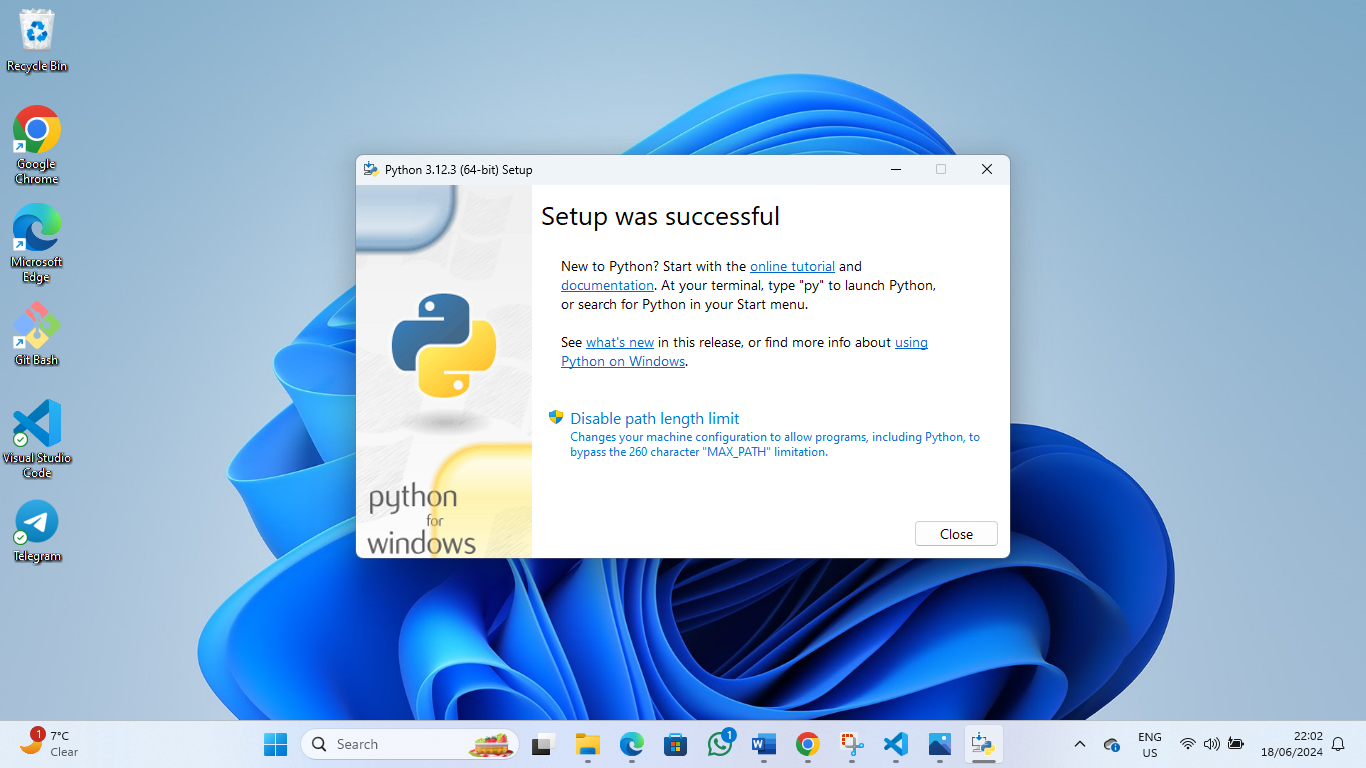 Recycle Bin
Google
Chrome
Microsoft
Edge
Git Bash
Visual Studio
Code
Telegram
Python 3.12.3 (64-bit) Setup
Setup was successful
New to Python? Start with the online tutorial and
documentation. At your terminal, type "py" to launch Python,
or search for Python in your Start menu.
See what's new in this release, or find more info about using
Python on Windows.
Disable path length limit
Changes your machine configuration to allow programs, including Python, to
bypass the 260 character "MAX_PATH" limitation.
python
for
windows
Close
1
7°C
Clear
Search
1
ENG
US
22:02
18/06/2024